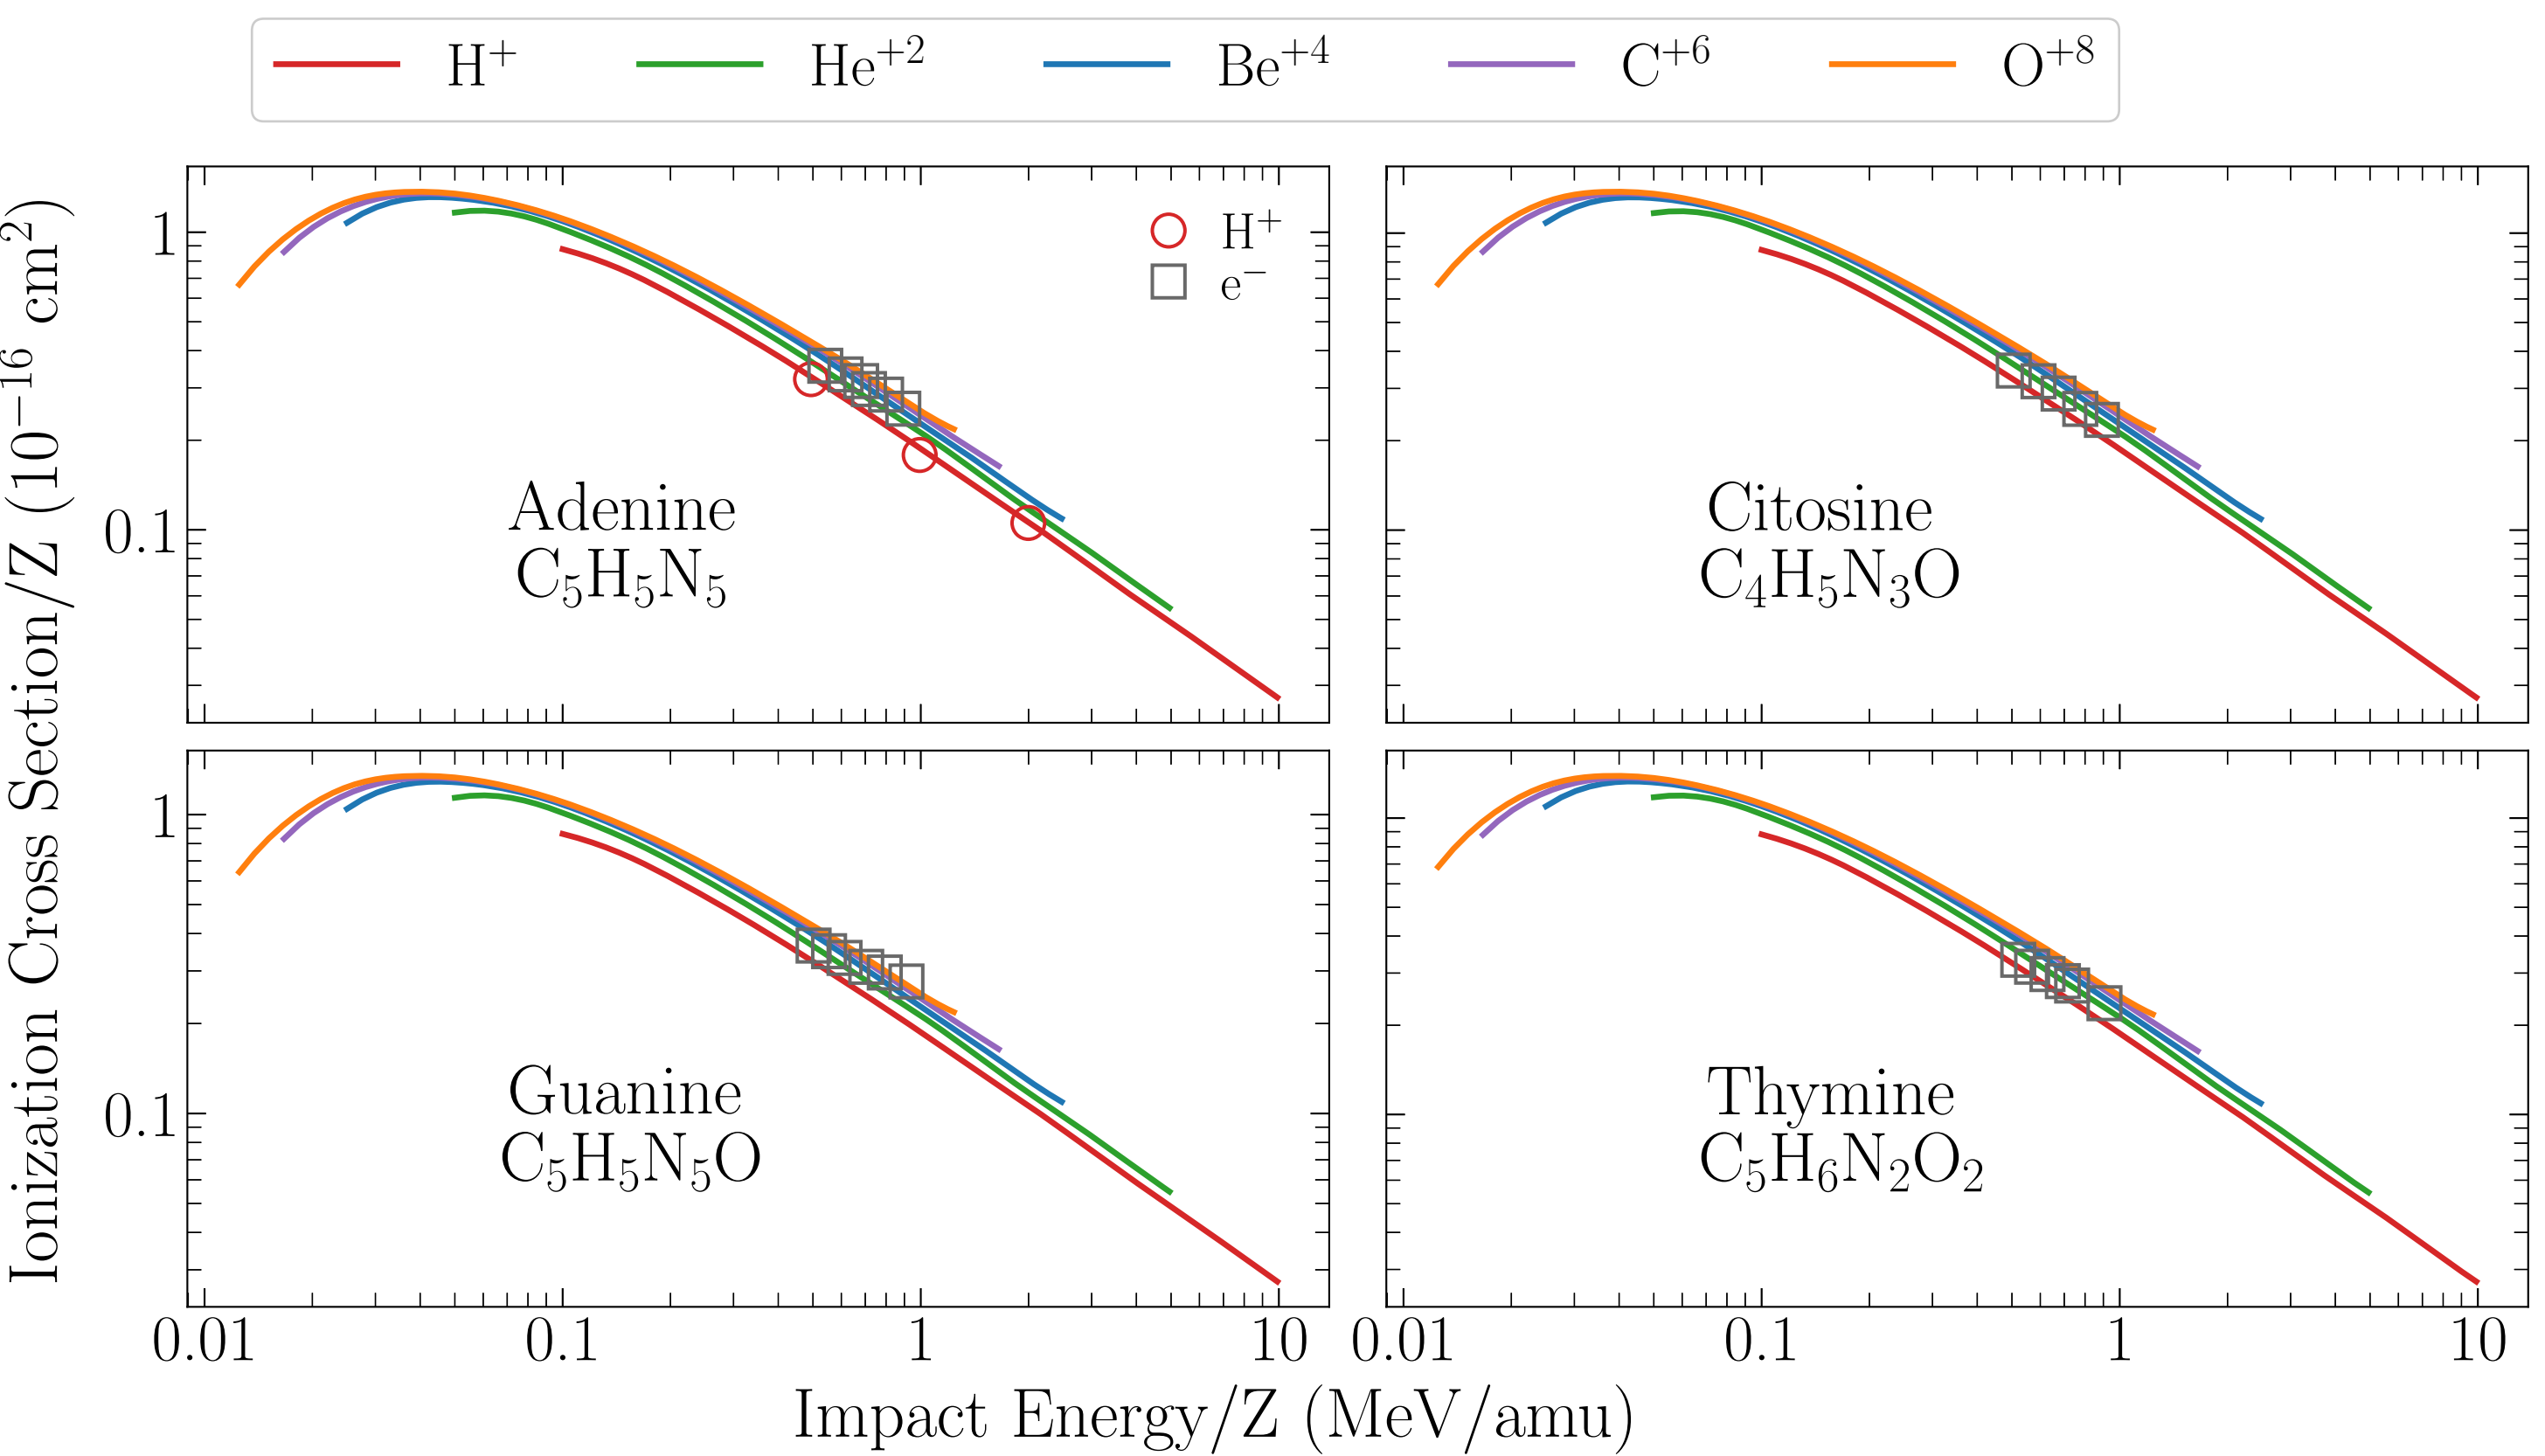 H⁺ He⁺² Be⁺⁴ C⁺⁶ O⁺⁸
Ionization Cross Section/Z (10⁻¹⁶ cm²)
1
0.1
H⁺
e⁻
Adenine
C₅H₅N₅
Citosine
C₄H₅N₃O
1
0.1
Guanine
C₅H₅N₅O
Thymine
C₅H₆N₂O₂
0.01 0.1 1 10 0.01 0.1 1 10
Impact Energy/Z (MeV/amu)